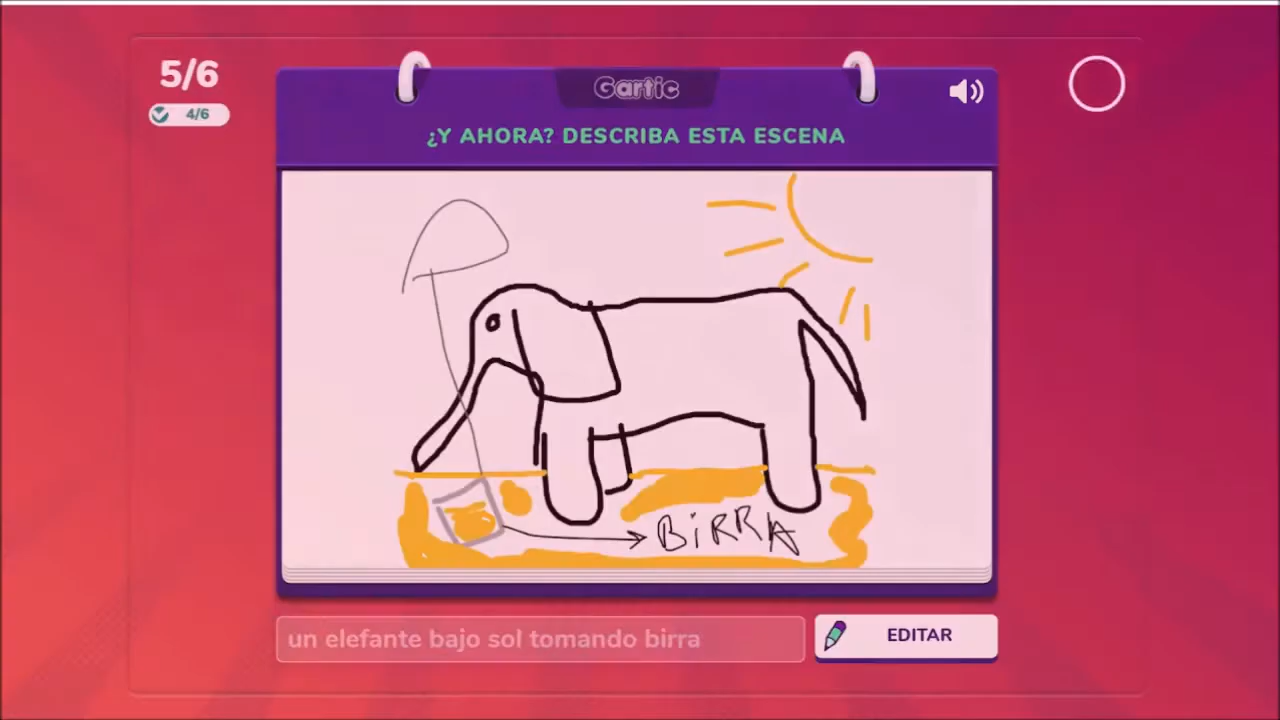 5/6
4/6
Gartic
¿Y AHORA? DESCRIBA ESTA ESCENA
BiRRA
un elefante bajo sol tomando birra
EDITAR